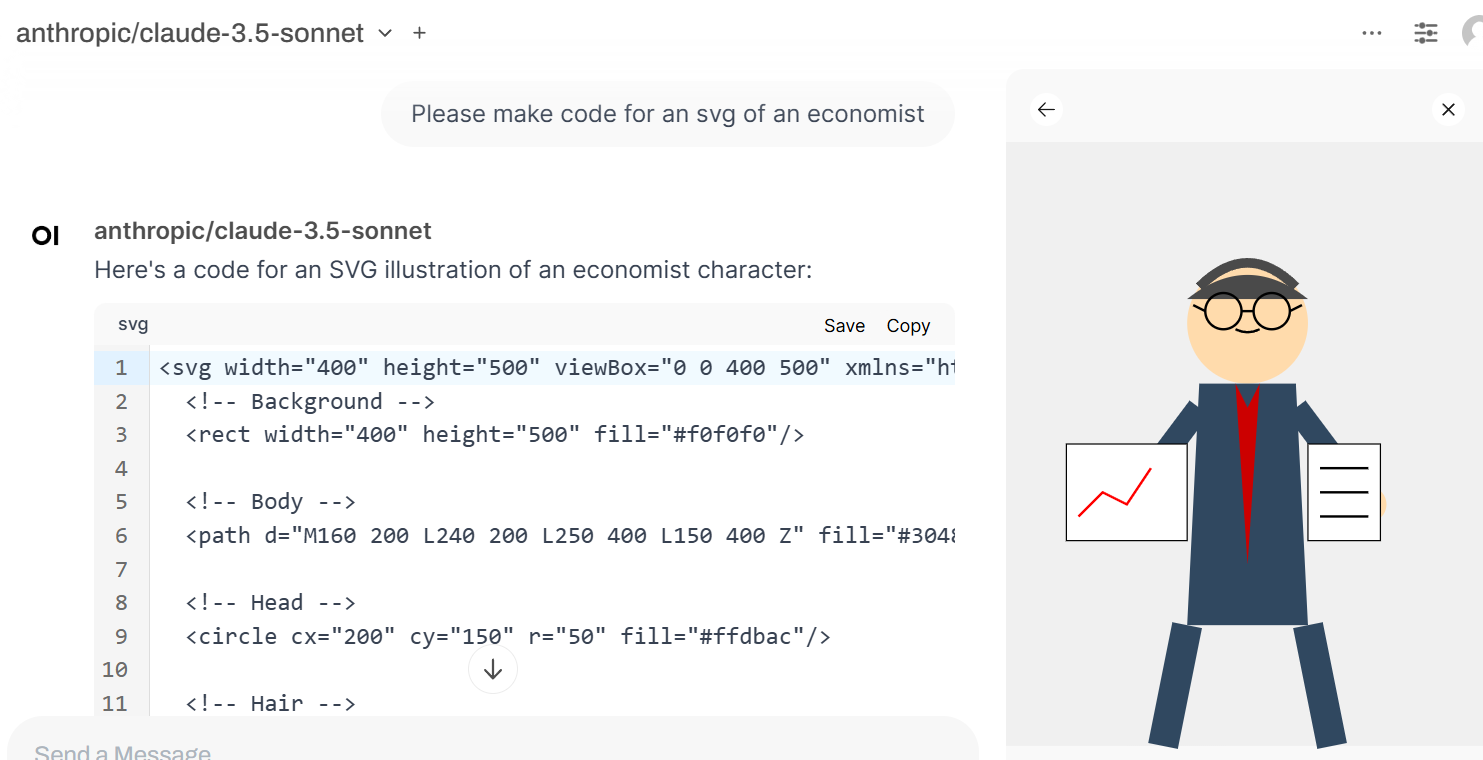 anthropic/claude-3.5-sonnet
Please make code for an svg of an economist
OI
anthropic/claude-3.5-sonnet
Here's a code for an SVG illustration of an economist character:
svg
Save Copy
1 <svg width="400" height="500" viewBox="0 0 400 500" xmlns="ht
2 <!-- Background -->
3 <rect width="400" height="500" fill="#f0f0f0"/>
4
5 <!-- Body -->
6 <path d="M160 200 L240 200 L250 400 L150 400 Z" fill="#3048
7
8 <!-- Head -->
9 <circle cx="200" cy="150" r="50" fill="#ffdbac"/>
10
11 <!-- Hair -->
Send a Message